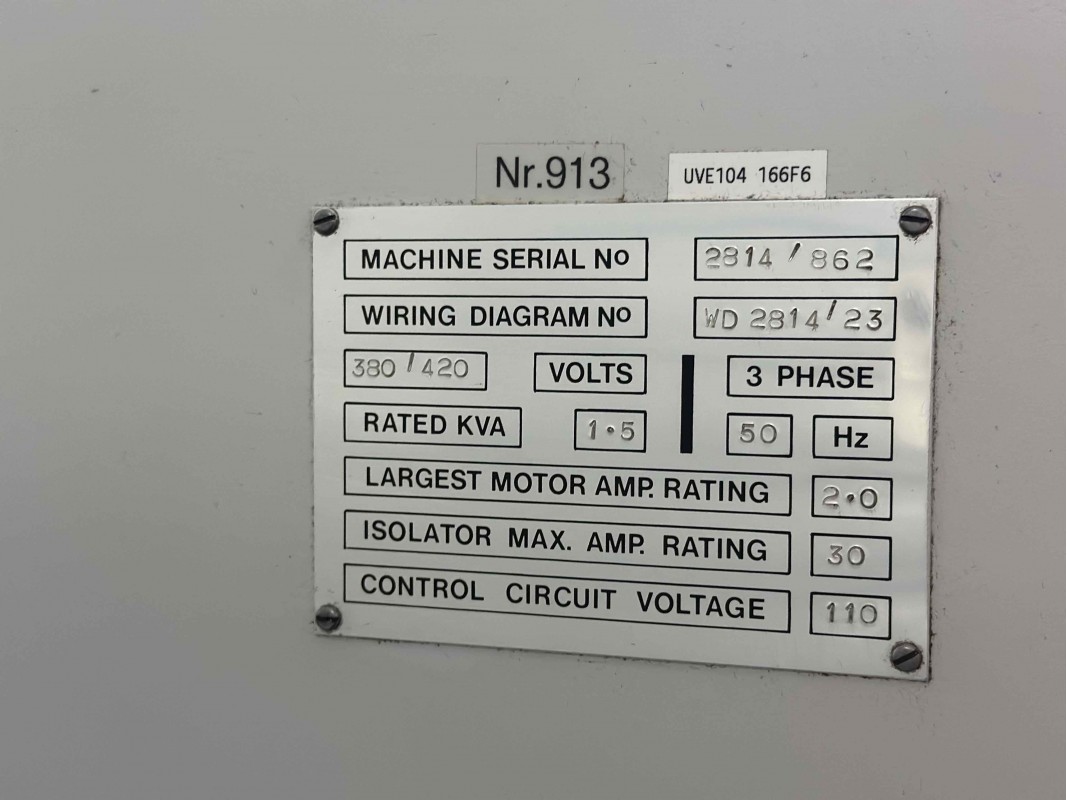 Nr.913
UVE104 166F6
MACHINE SERIAL No 2814/862
WIRING DIAGRAM No WD 2814/23
380/420 VOLTS 3 PHASE
RATED KVA 1.5 50 Hz
LARGEST MOTOR AMP. RATING 2.0
ISOLATOR MAX. AMP. RATING 30
CONTROL CIRCUIT VOLTAGE 110